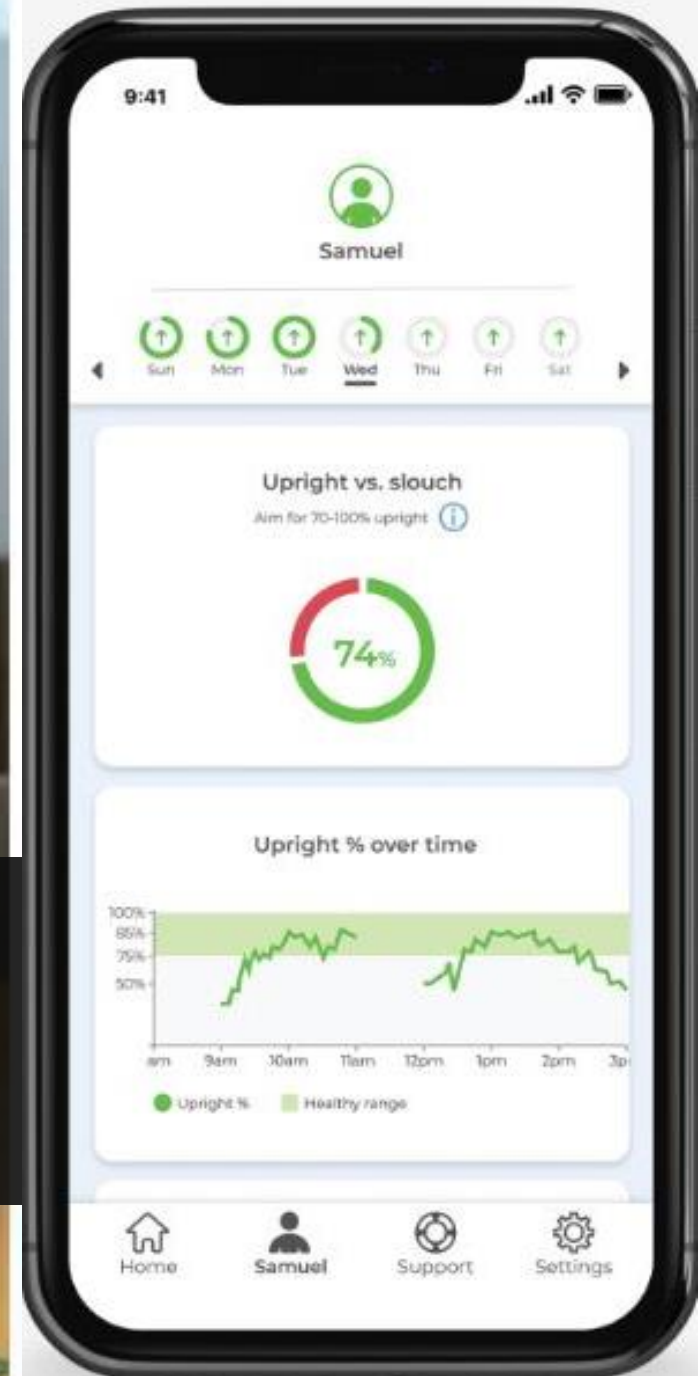 9:41
Samuel
Sun Mon Tue Wed Thu Fri Sat
Upright vs. slouch
Aim for 70-100% upright
74%
Upright % over time
100%
85%
75%
50%
am 9am 10am 11am 12pm 1pm 2pm 3p
Upright % Healthy range
Home Samuel Support Settings